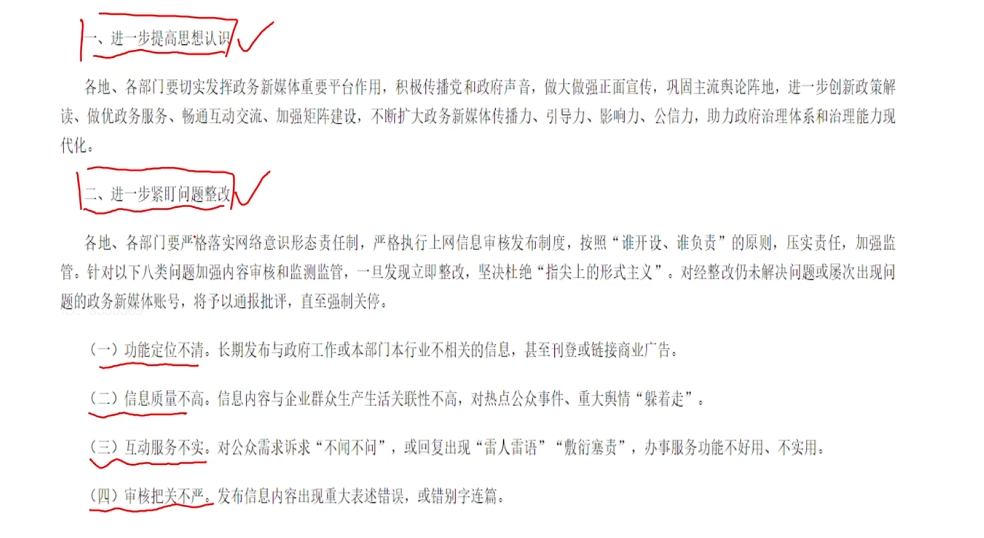 一、进一步提高思想认识
各地、各部门要切实发挥政务新媒体重要平台作用，积极传播党和政府声音，做大做强正面宣传，巩固主流舆论阵地，进一步创新政策解
读、做优政务服务、畅通互动交流、加强矩阵建设，不断扩大政务新媒体传播力、引导力、影响力、公信力，助力政府治理体系和治理能力现
代化。
二、进一步紧盯问题整改
各地、各部门要严格落实网络意识形态责任制，严格执行上网信息审核发布制度，按照“谁开设、谁负责”的原则，压实责任，加强监
管。针对以下八类问题加强内容审核和监测监管，一旦发现立即整改，坚决杜绝“指尖上的形式主义”。对经整改仍未解决问题或屡次出现问
题的政务新媒体账号，将予以通报批评，直至强制关停。
（一）功能定位不清。长期发布与政府工作或本部门本行业不相关的信息，甚至刊登或链接商业广告。
（二）信息质量不高。信息内容与企业群众生产生活关联性不高，对热点公众事件、重大舆情“躲着走”。
（三）互动服务不实。对公众需求诉求“不闻不问”，或回复出现“雷人雷语”“敷衍塞责”，办事服务功能不好用、不实用。
（四）审核把关不严。发布信息内容出现重大表述错误，或错别字连篇。